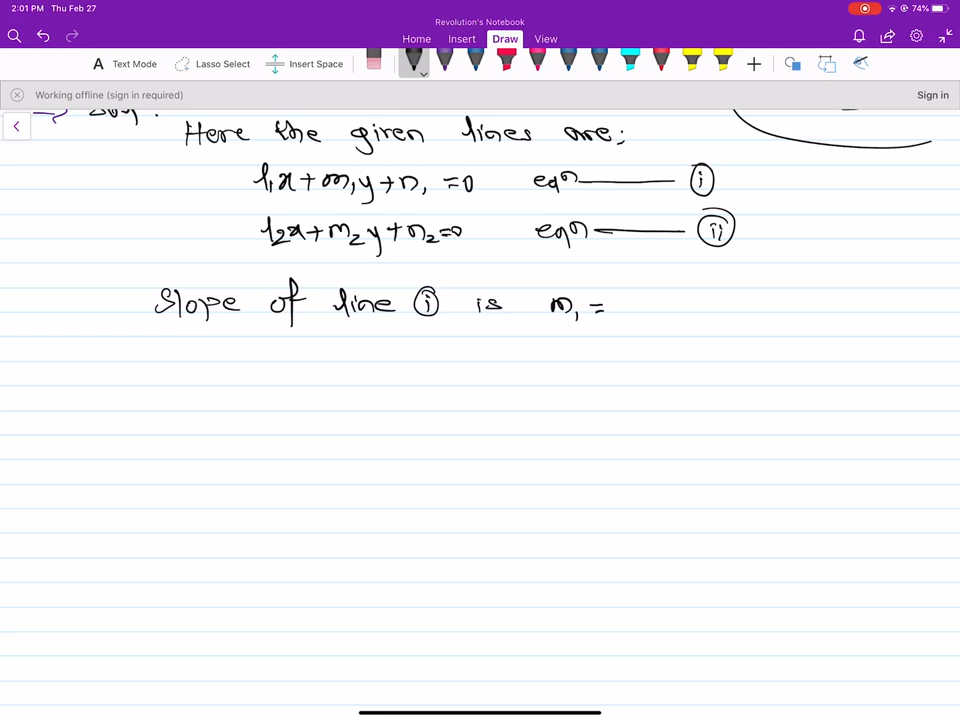 2:01 PM Thu Feb 27 74%
Revolution's Notebook
Home Insert Draw View
Text Mode Lasso Select Insert Space
Working offline (sign in required) Sign in
Here the given lines are;
l₁x + m₁y + n₁ = 0 eqn (i)
l₂x + m₂y + n₂ = 0 eqn (ii)
Slope of line (i) is m₁ =